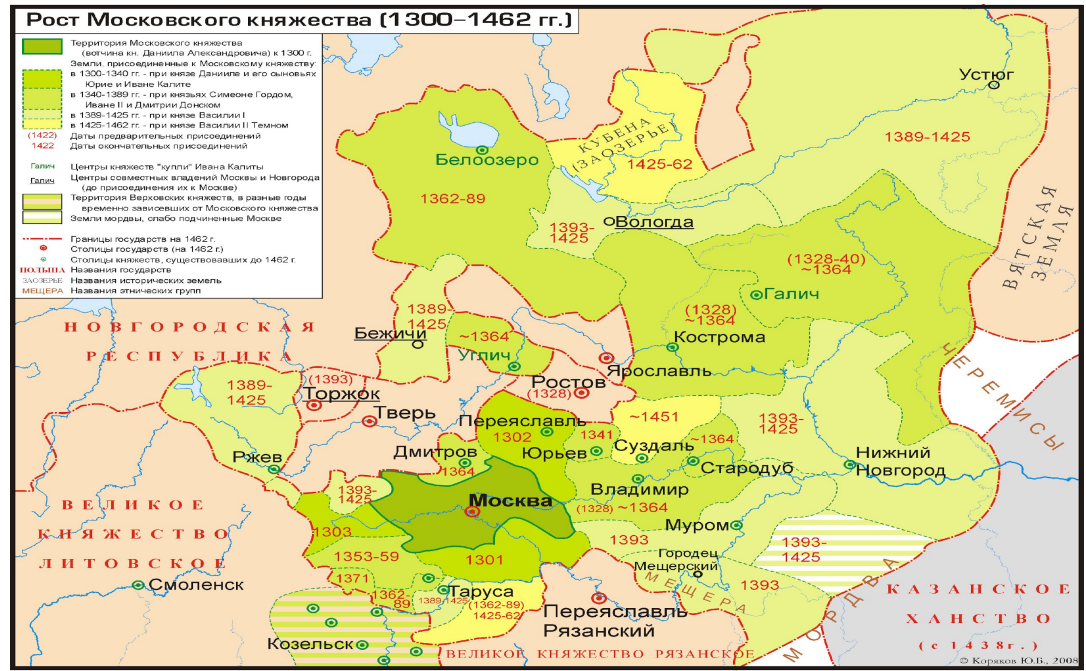 Рост Московского княжества (1300–1462 гг.)
Территория Московского княжества
(вотчина кн. Даниила Александровича) к 1300 г.
Земли, присоединенные к Московскому княжеству:
в 1300-1340 гг. - при князе Данииле и его сыновьях
Юрие и Иване Калите
в 1340-1389 гг. - при князьях Симеоне Гордом,
Иване II и Дмитрии Донском
в 1389-1425 гг. - при князе Василии I
в 1425-1462 гг. - при князе Василии II Темном
(1422) Даты предварительных присоединений
1422 Даты окончательных присоединений
Галич Центры княжеств "купли" Ивана Калиты
Галич Центры совместных владений Москвы и Новгорода
(до присоединения их к Москве)
Территория Верховских княжеств, в разные годы
временно зависевших от Московского княжества
Земли мордвы, слабо подчиненные Москве
Границы государств на 1462 г.
Столицы государств (на 1462 г.)
Столицы княжеств, существовавших до 1462 г.
ПОЛЬША Названия государств
ЗАОЗЕРЬЕ Названия исторических земель
МЕЩЕРА Названия этнических групп
Устюг
1389-1425
КУБЕНА
(ЗАОЗЕРЬЕ)
1425-62
Белоозеро
1362-89
Вологда
1393-
1425
ВЯТСКАЯ
ЗЕМЛЯ
(1328-40)
~1364
Галич
(1328)
~1364
Кострома
1389-
1425
Бежичи
~1364
Углич
Ярославль
НОВГОРОДСКАЯ
РЕСПУБЛИКА
1389-
1425
(1393)
Торжок
Тверь
Ростов
(1328)
ЧЕРЕМИСЫ
Переяславль
1302
1341
Юрьев
~1451
Суздаль
~1364
Стародуб
1393-
1425
Нижний
Новгород
Ржев
Дмитров
1364
Владимир
(1328) ~1364
1393-
1425
Москва
Муром
1303
1393
1301
1353-59
1371
1362-
89
Городец
Мещерский
МЕЩЕРА
1393-
1425
1393
МОРДВА
ВЕЛИКОЕ
КНЯЖЕСТВО
ЛИТОВСКОЕ
Смоленск
Таруса
1389-1425
(1362-89)
1425-62
Переяславль
Рязанский
Козельск
ВЕЛИКОЕ КНЯЖЕСТВО РЯЗАНСКОЕ
КАЗАНСКОЕ
ХАНСТВО
(с 1438г.)
© Коряков Ю.Б., 2008